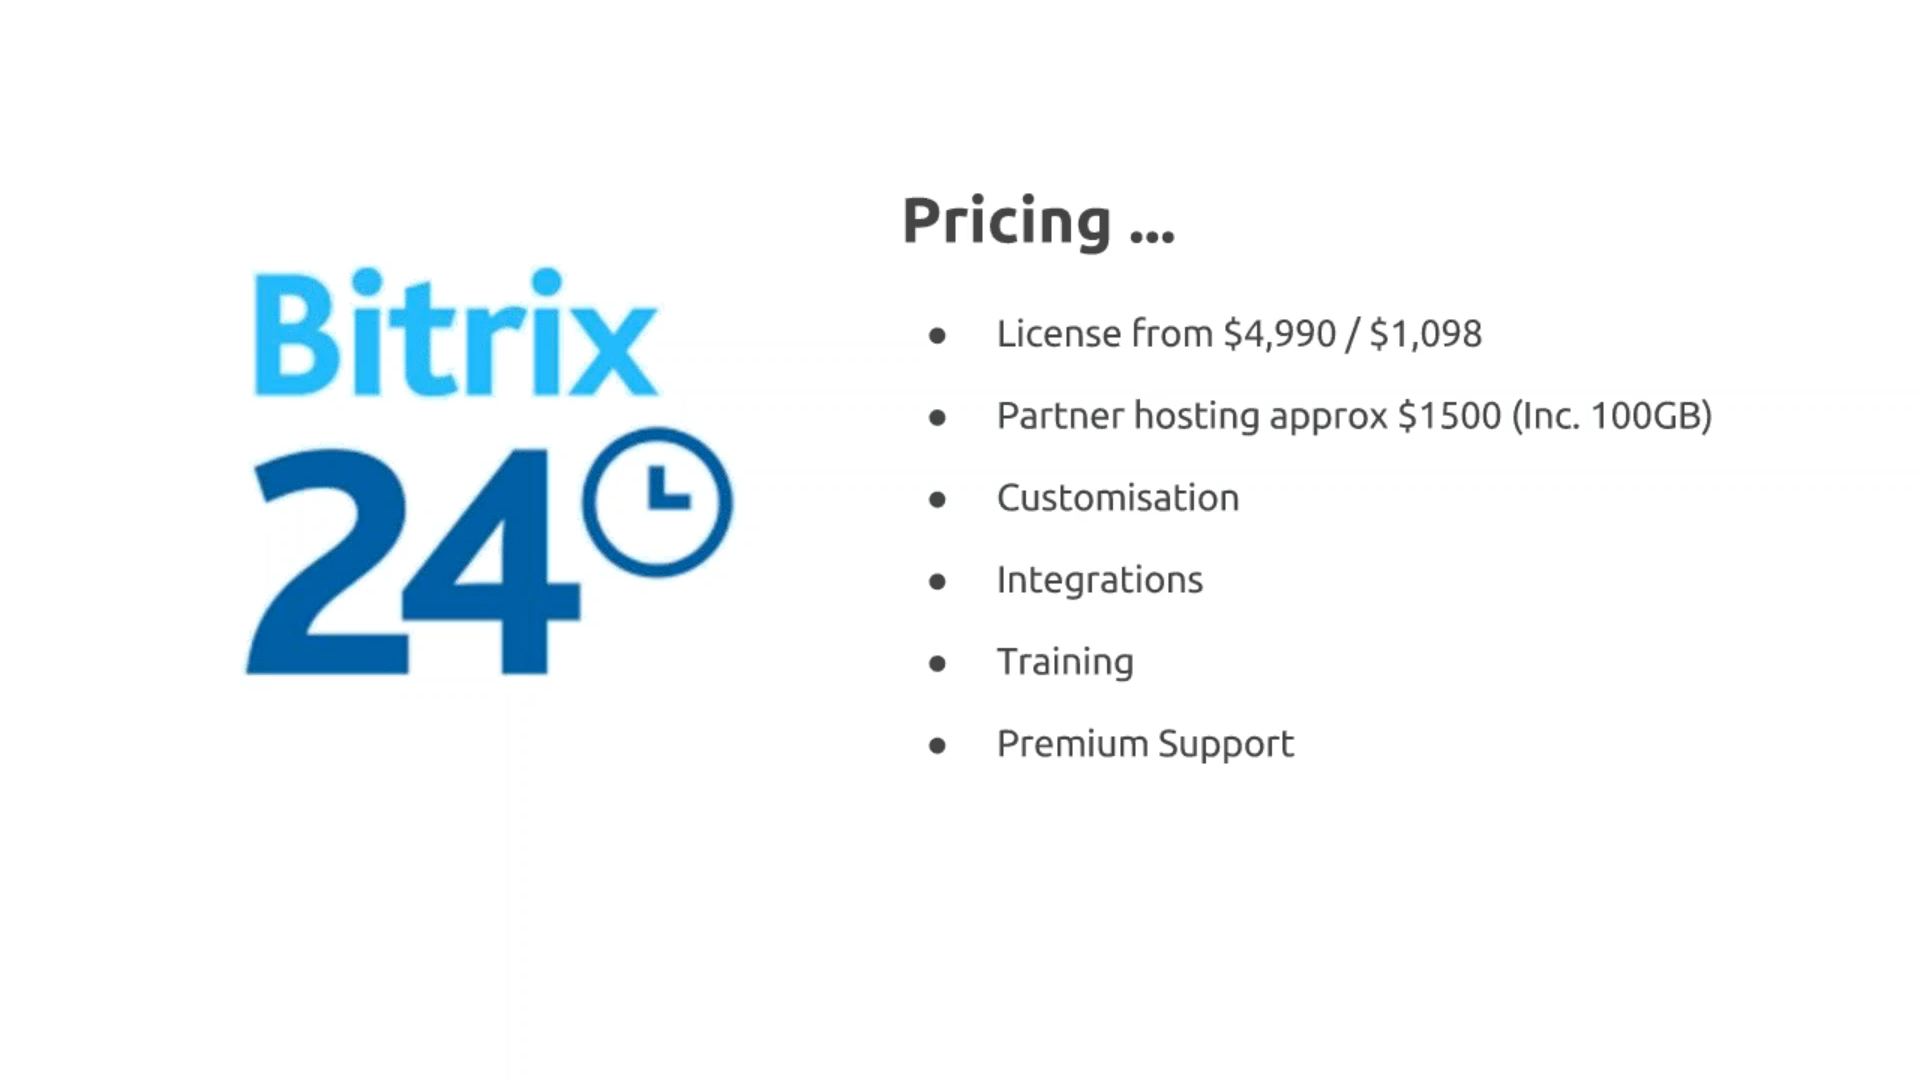 Bitrix
24
Pricing ...
● License from $4,990 / $1,098
● Partner hosting approx $1500 (Inc. 100GB)
● Customisation
● Integrations
● Training
● Premium Support